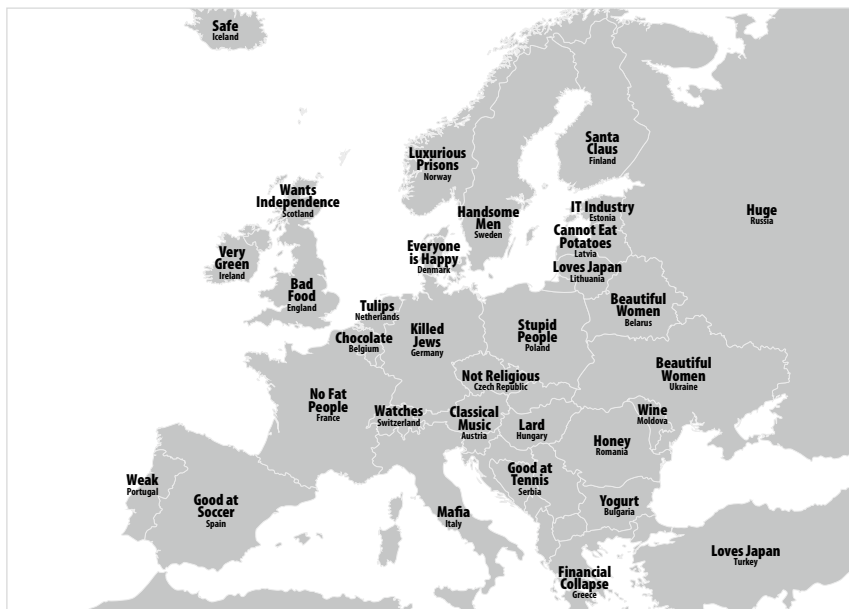 Safe
Iceland
Luxurious
Prisons
Norway
Santa
Claus
Finland
Wants
Independence
Scotland
Handsome
Men
Sweden
IT Industry
Estonia
Huge
Russia
Very
Green
Ireland
Everyone
is Happy
Denmark
Cannot Eat
Potatoes
Latvia
Loves Japan
Lithuania
Bad
Food
England
Tulips
Netherlands
Beautiful
Women
Belarus
Chocolate
Belgium
Killed
Jews
Germany
Stupid
People
Poland
Not Religious
Czech Republic
Beautiful
Women
Ukraine
No Fat
People
France
Watches
Switzerland
Classical
Music
Austria
Lard
Hungary
Wine
Moldova
Honey
Romania
Weak
Portugal
Good at
Soccer
Spain
Good at
Tennis
Serbia
Mafia
Italy
Yogurt
Bulgaria
Loves Japan
Turkey
Financial
Collapse
Greece